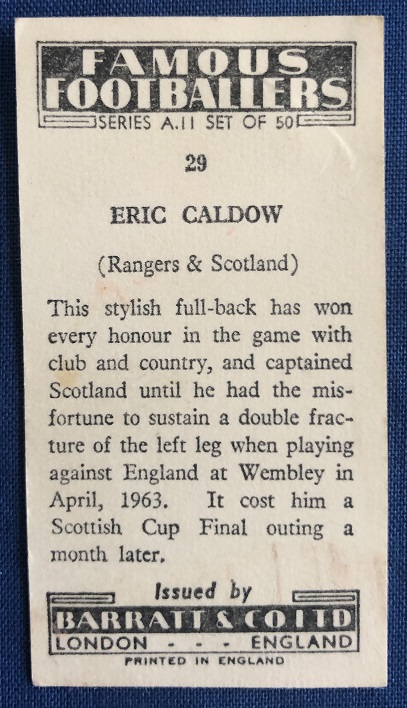 FAMOUS
FOOTBALLERS
SERIES A.11 SET OF 50
29
ERIC CALDOW
(Rangers & Scotland)
This stylish full-back has won
every honour in the game with
club and country, and captained
Scotland until he had the mis-
fortune to sustain a double frac-
ture of the left leg when playing
against England at Wembley in
April, 1963. It cost him a
Scottish Cup Final outing a
month later.
Issued by
BARRATT & CO LTD
LONDON - - - ENGLAND
PRINTED IN ENGLAND